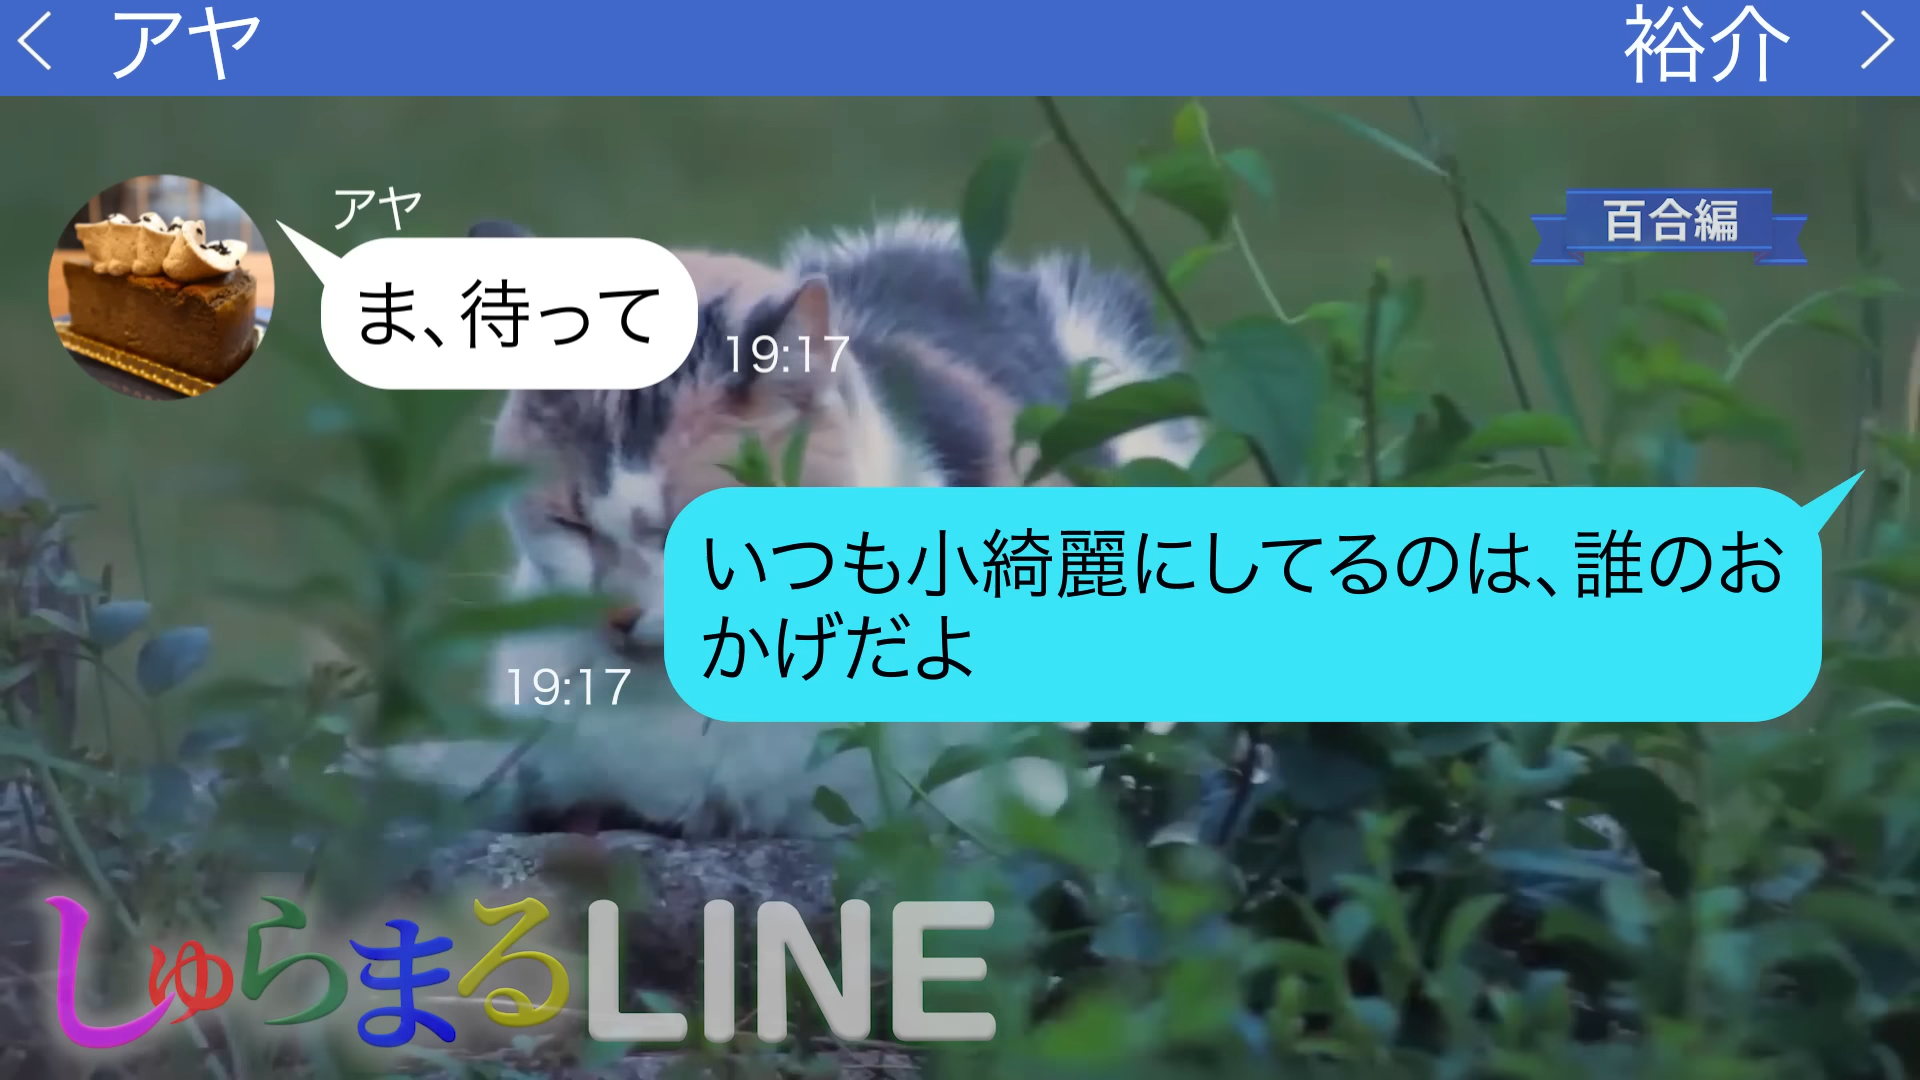 アヤ
裕介
アヤ
百合編
ま、待って
19:17
いつも小綺麗にしてるのは、誰のお
かげだよ
19:17
しゅらまるLINE